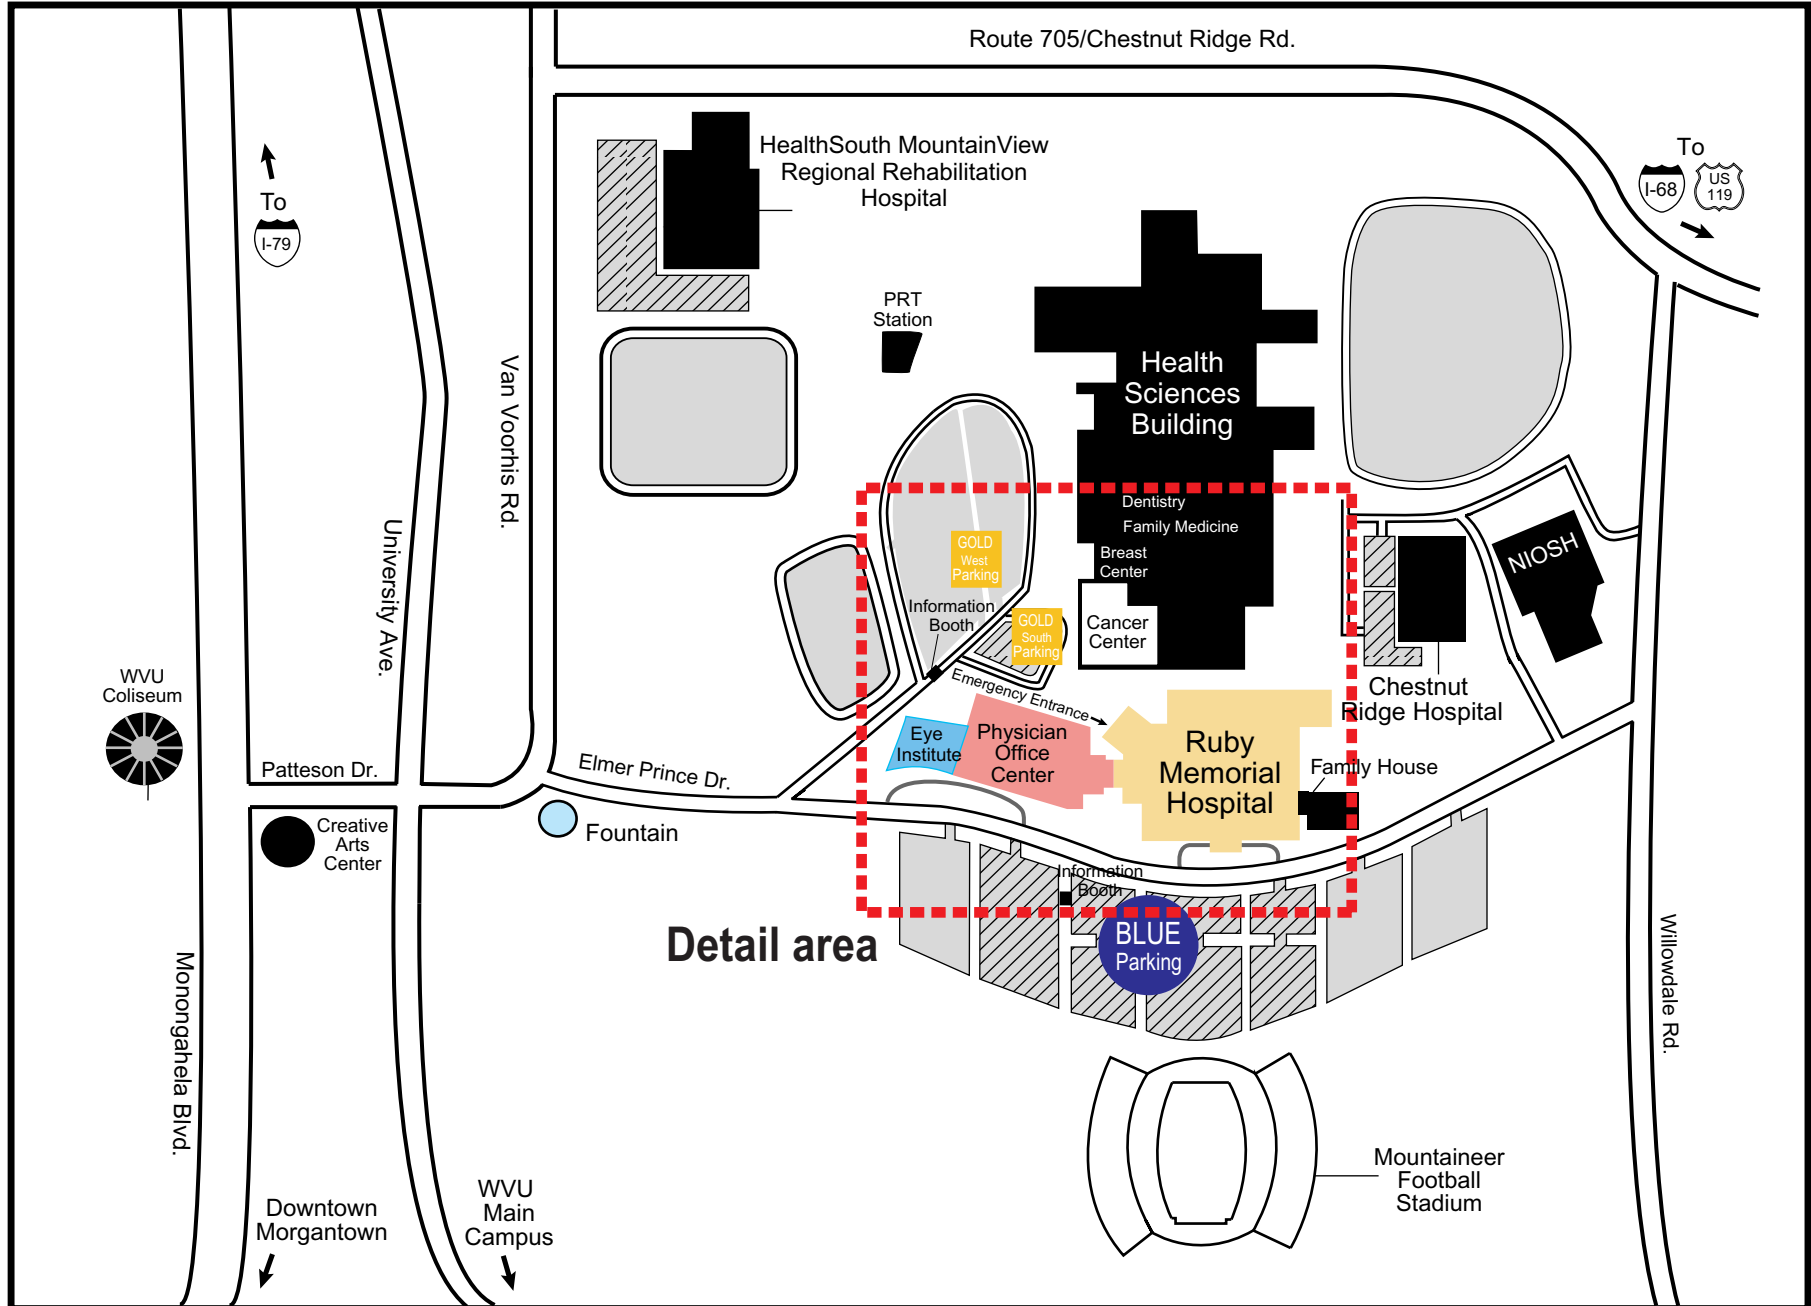 Route 705/Chestnut Ridge Rd.
HealthSouth MountainView
Regional Rehabilitation
Hospital
To
I-68
US
119
To
I-79
PRT
Station
Health
Sciences
Building
Van Voorhis Rd.
University Ave.
Dentistry
Family Medicine
Breast
Center
GOLD
West
Parking
NIOSH
Information
Booth
GOLD
South
Parking
Cancer
Center
WVU
Coliseum
Emergency Entrance
Chestnut
Ridge Hospital
Eye
Institute
Physician
Office
Center
Ruby
Memorial
Hospital
Family House
Patteson Dr.
Elmer Prince Dr.
Creative
Arts
Center
Fountain
Information
Booth
Detail area
BLUE
Parking
Monongahela Blvd.
Willowdale Rd.
Mountaineer
Football
Stadium
Downtown
Morgantown
WVU
Main
Campus